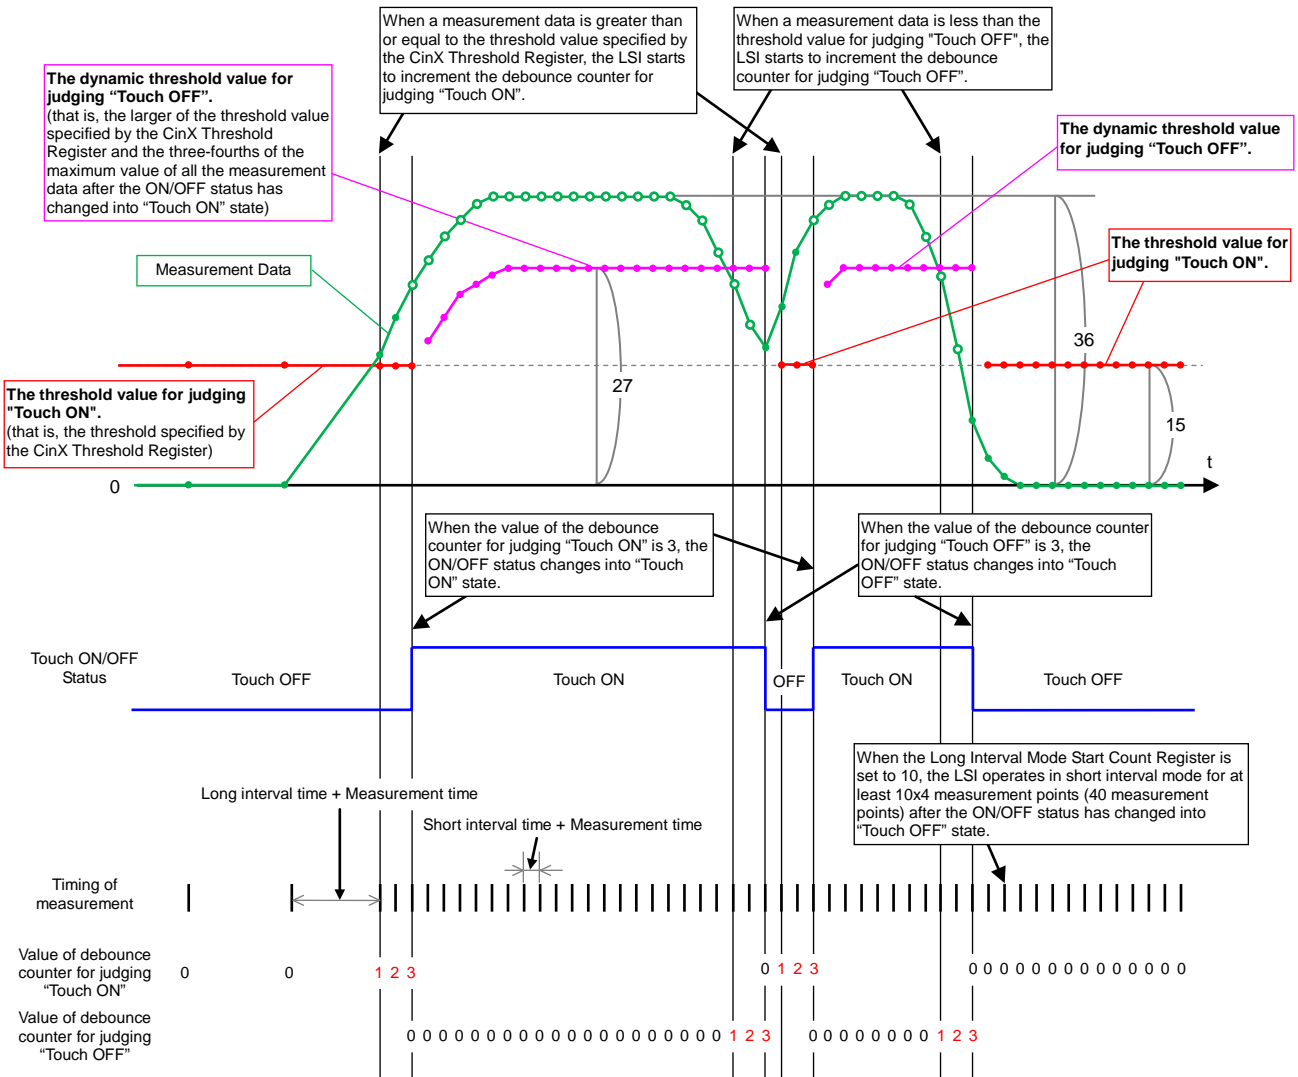 When a measurement data is greater than
or equal to the threshold value specified by
the CinX Threshold Register, the LSI starts
to increment the debounce counter for
judging “Touch ON”.
When a measurement data is less than the
threshold value for judging "Touch OFF", the
LSI starts to increment the debounce
counter for judging “Touch OFF”.
The dynamic threshold value for
judging “Touch OFF”.
(that is, the larger of the threshold value
specified by the CinX Threshold
Register and the three-fourths of the
maximum value of all the measurement
data after the ON/OFF status has
changed into “Touch ON” state)
The dynamic threshold value
for judging “Touch OFF”.
The threshold value for
judging "Touch ON".
Measurement Data
36
27
15
The threshold value for judging
"Touch ON".
(that is, the threshold specified by
the CinX Threshold Register)
t
0
When the value of the debounce
counter for judging “Touch ON” is 3, the
ON/OFF status changes into “Touch
ON” state.
When the value of the debounce counter
for judging “Touch OFF” is 3, the
ON/OFF status changes into “Touch
OFF” state.
Touch ON/OFF
Status
Touch OFF
Touch ON
OFF
Touch ON
Touch OFF
When the Long Interval Mode Start Count Register is
set to 10, the LSI operates in short interval mode for at
least 10x4 measurement points (40 measurement
points) after the ON/OFF status has changed into
“Touch OFF” state.
Long interval time + Measurement time
Short interval time + Measurement time
Timing of
measurement
Value of debounce
counter for judging
“Touch ON”
0 0 1 2 3 0 1 2 3 0 0 0 0 0 0 0 0 0 0 0 0 0 0
Value of debounce
counter for judging
“Touch OFF”
0 0 0 0 0 0 0 0 0 0 0 0 0 0 0 0 0 0 0 0 1 2 3 0 0 0 0 0 0 0 0 1 2 3